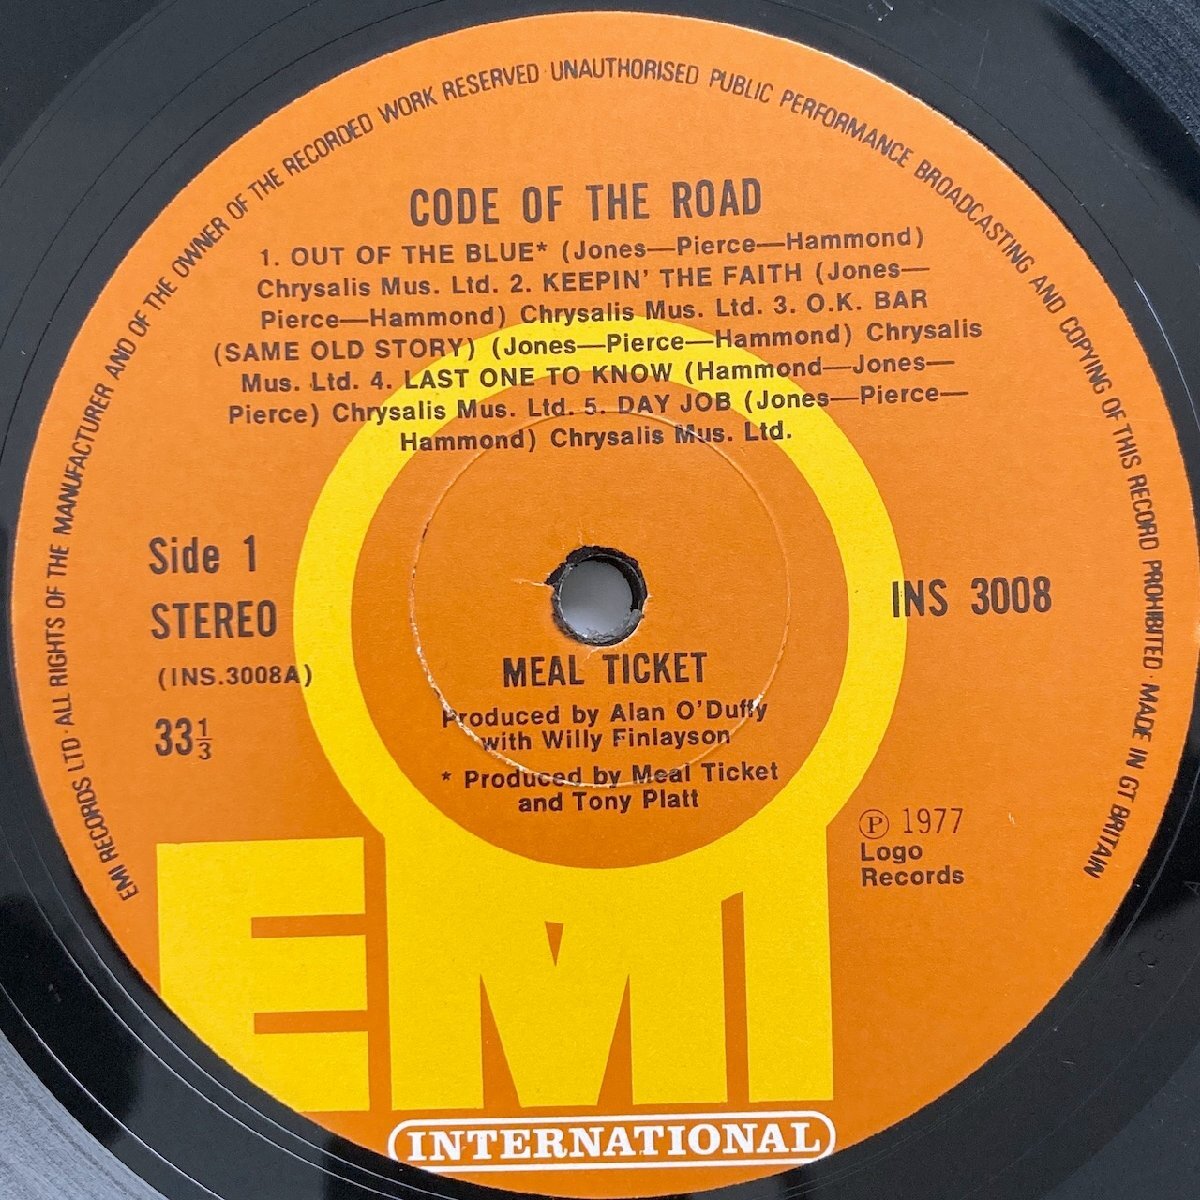 EMI RECORDS LTD · ALL RIGHTS OF THE MANUFACTURER AND OF THE OWNER OF THE RECORDED WORK RESERVED · UNAUTHORISED PUBLIC PERFORMANCE BROADCASTING AND COPYING OF THIS RECORD PROHIBITED · MADE IN GT BRITAIN
CODE OF THE ROAD
1. OUT OF THE BLUE* (Jones—Pierce—Hammond)
Chrysalis Mus. Ltd. 2. KEEPIN' THE FAITH (Jones—
Pierce—Hammond) Chrysalis Mus. Ltd. 3. O.K. BAR
(SAME OLD STORY) (Jones—Pierce—Hammond) Chrysalis
Mus. Ltd. 4. LAST ONE TO KNOW (Hammond—Jones—
Pierce) Chrysalis Mus. Ltd. 5. DAY JOB (Jones—Pierce—
Hammond) Chrysalis Mus. Ltd.
Side 1
STEREO
(INS.3008A)
33⅓
INS 3008
MEAL TICKET
Produced by Alan O'Duffy
with Willy Finlayson
* Produced by Meal Ticket
and Tony Platt
℗ 1977
Logo
Records
EMI
INTERNATIONAL